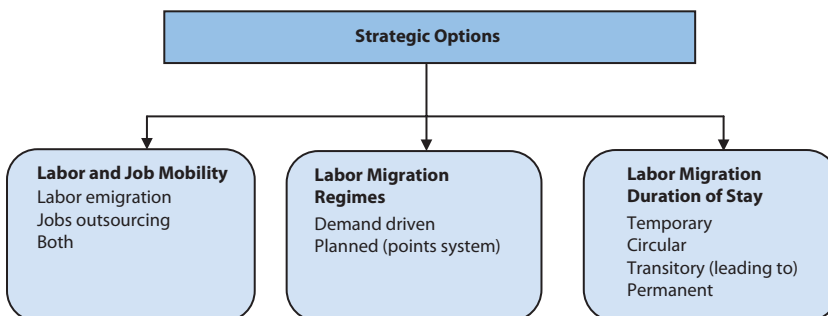 Strategic Options
Labor and Job Mobility
Labor emigration
Jobs outsourcing
Both
Labor Migration
Regimes
Demand driven
Planned (points system)
Labor Migration
Duration of Stay
Temporary
Circular
Transitory (leading to)
Permanent